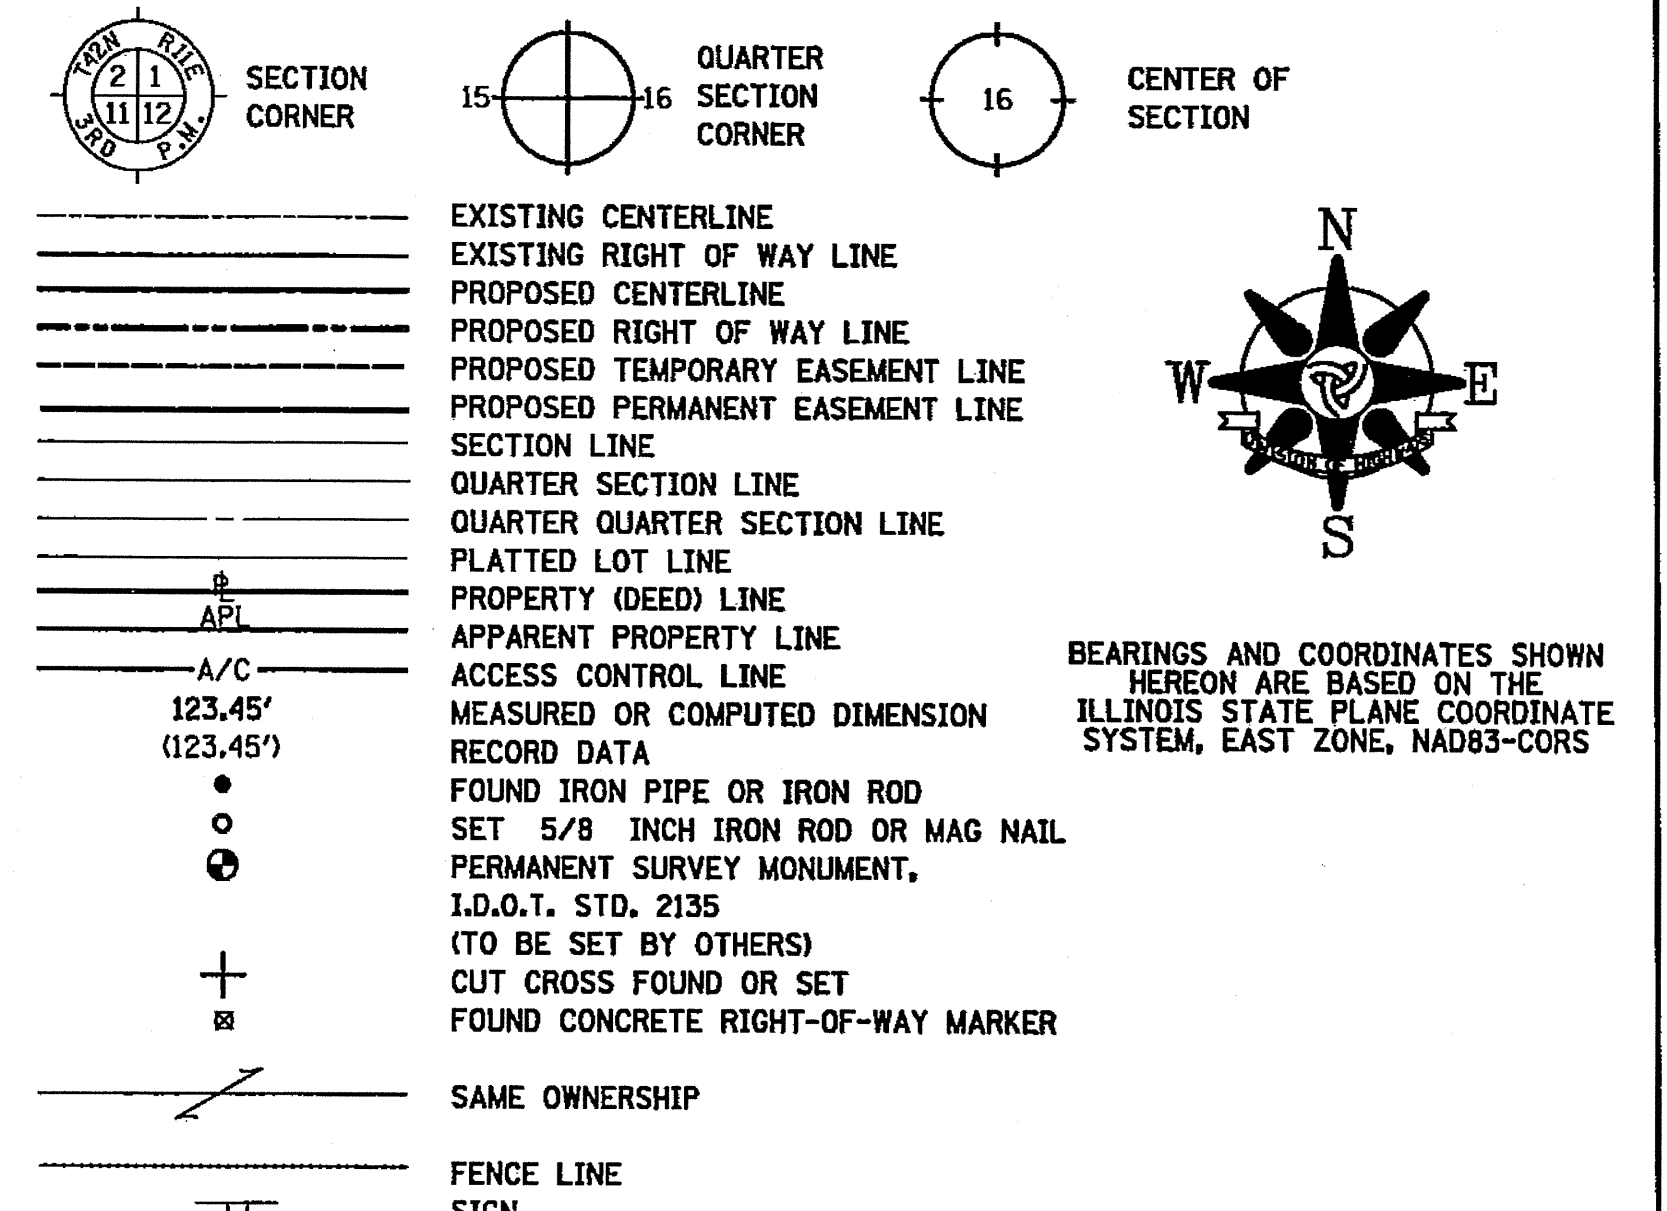 T42N R11E
2 1
11 12
3RD P.M.
SECTION
CORNER
15 16
QUARTER
SECTION
CORNER
16
CENTER OF
SECTION
EXISTING CENTERLINE
EXISTING RIGHT OF WAY LINE
PROPOSED CENTERLINE
PROPOSED RIGHT OF WAY LINE
PROPOSED TEMPORARY EASEMENT LINE
PROPOSED PERMANENT EASEMENT LINE
SECTION LINE
QUARTER SECTION LINE
QUARTER QUARTER SECTION LINE
PLATTED LOT LINE
PL PROPERTY (DEED) LINE
APL APPARENT PROPERTY LINE
A/C ACCESS CONTROL LINE
123.45' MEASURED OR COMPUTED DIMENSION
(123.45') RECORD DATA
FOUND IRON PIPE OR IRON ROD
SET 5/8 INCH IRON ROD OR MAG NAIL
PERMANENT SURVEY MONUMENT,
I.D.O.T. STD. 2135
(TO BE SET BY OTHERS)
CUT CROSS FOUND OR SET
FOUND CONCRETE RIGHT-OF-WAY MARKER
SAME OWNERSHIP
FENCE LINE
SIGN
N
W E
DIVISION OF HIGHWAYS
S
BEARINGS AND COORDINATES SHOWN
HEREON ARE BASED ON THE
ILLINOIS STATE PLANE COORDINATE
SYSTEM, EAST ZONE, NAD83-CORS